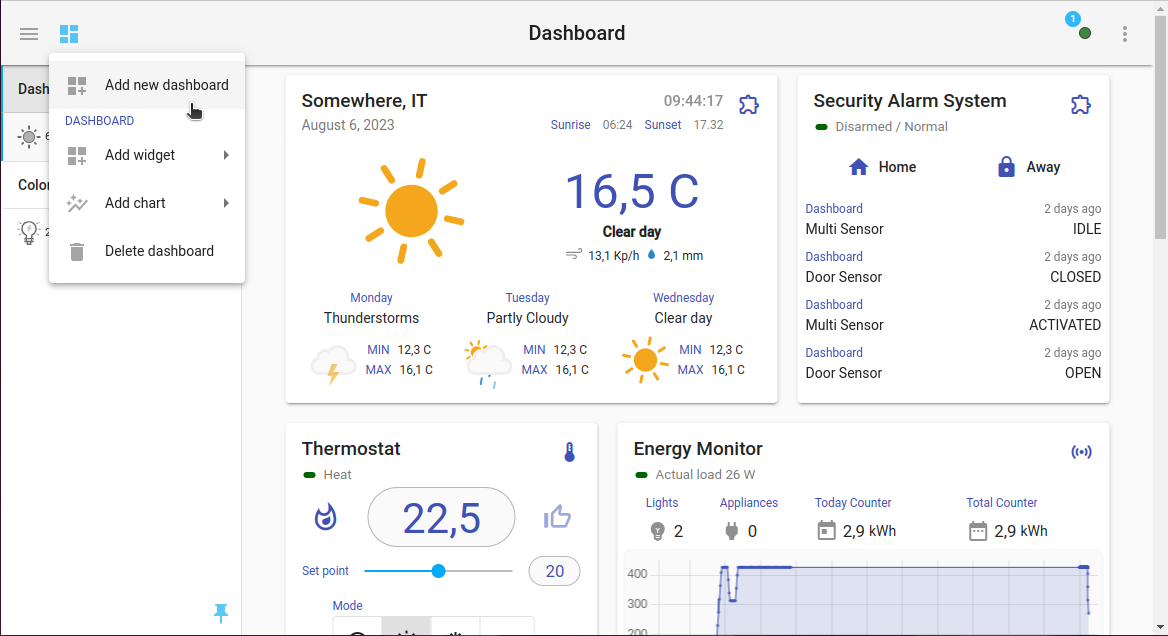 Dashboard
1
Add new dashboard
DASHBOARD
Add widget
Add chart
Delete dashboard
Dash
6
Color
2
Somewhere, IT
09:44:17
August 6, 2023
Sunrise 06:24 Sunset 17.32
16,5 C
Clear day
13,1 Kp/h 2,1 mm
Monday Tuesday Wednesday
Thunderstorms Partly Cloudy Clear day
MIN 12,3 C MIN 12,3 C MIN 12,3 C
MAX 16,1 C MAX 16,1 C MAX 16,1 C
Security Alarm System
Disarmed / Normal
Home Away
Dashboard 2 days ago
Multi Sensor IDLE
Dashboard 2 days ago
Door Sensor CLOSED
Dashboard 2 days ago
Multi Sensor ACTIVATED
Dashboard 2 days ago
Door Sensor OPEN
Thermostat
Heat
22,5
Set point 20
Mode
Energy Monitor
Actual load 26 W
Lights Appliances Today Counter Total Counter
2 0 2,9 kWh 2,9 kWh
400
300
200